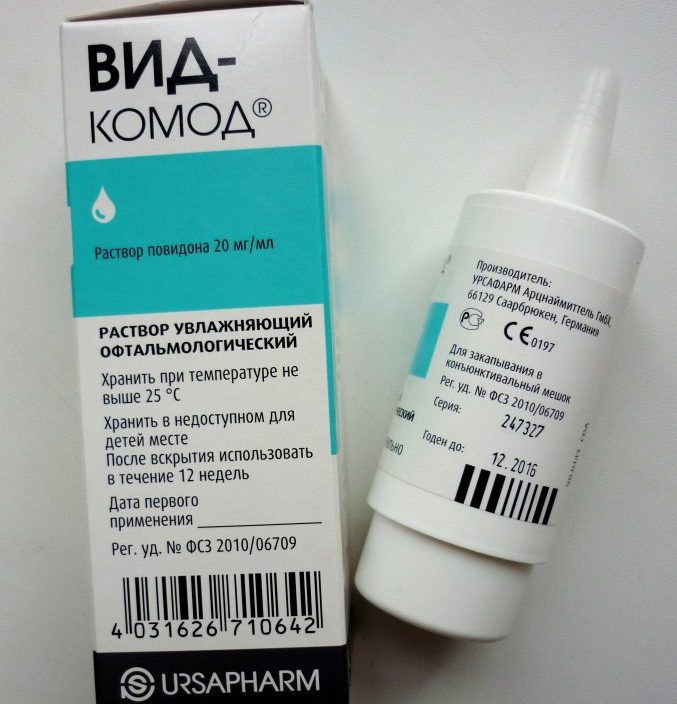 ВИД-
КОМОД®
Раствор повидона 20 мг/мл
РАСТВОР УВЛАЖНЯЮЩИЙ
ОФТАЛЬМОЛОГИЧЕСКИЙ
Хранить при температуре не
выше 25 °C
Хранить в недоступном для
детей месте
После вскрытия использовать
в течение 12 недель
Дата первого
применения
Рег. уд. № ФСЗ 2010/06709
4 031626 710642
URSAPHARM
Производитель:
УРСАФАРМ Арцнаймиттель ГмбХ,
66129 Саарбрюкен, Германия
РС CE 0197
Для закапывания в
конъюнктивальный мешок
Рег. уд. № ФСЗ 2010/06709
Серия: 247327
Годен до: 12.2016